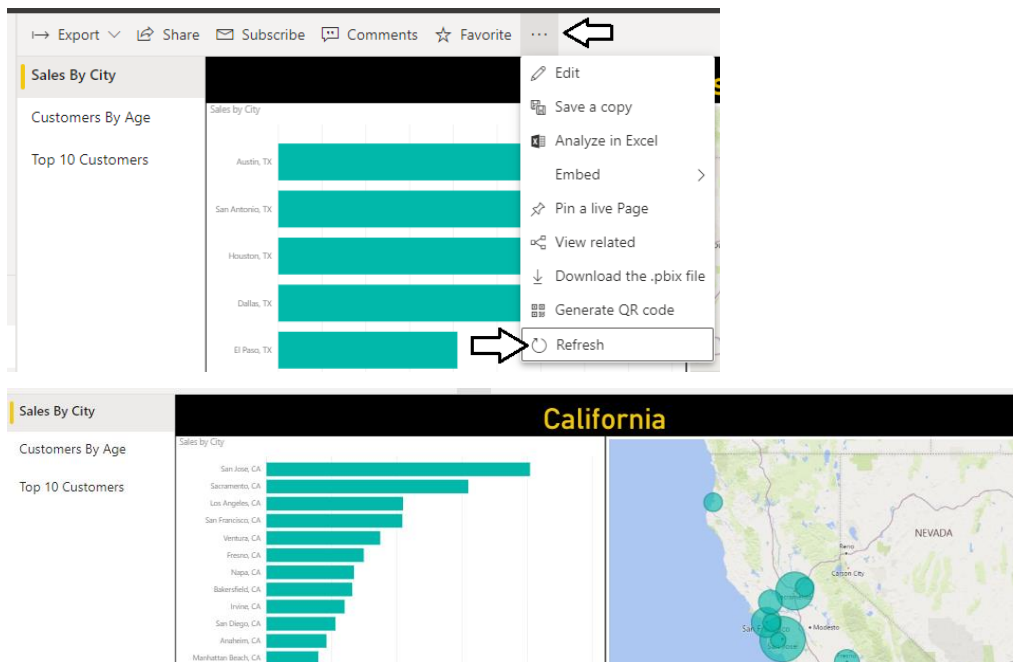 Export Share Subscribe Comments Favorite ...
Sales By City
Customers By Age
Top 10 Customers
Sales by City
Austin, TX
San Antonio, TX
Houston, TX
Dallas, TX
El Paso, TX
Edit
Save a copy
Analyze in Excel
Embed
Pin a live Page
View related
Download the .pbix file
Generate QR code
Refresh
Sales By City
Customers By Age
Top 10 Customers
California
Sales by City
San Jose, CA
Sacramento, CA
Los Angeles, CA
San Francisco, CA
Ventura, CA
Fresno, CA
Napa, CA
Bakersfield, CA
Irvine, CA
San Diego, CA
Anaheim, CA
Manhattan Beach, CA
NEVADA
Reno
Carson City
Modesto
San Jose